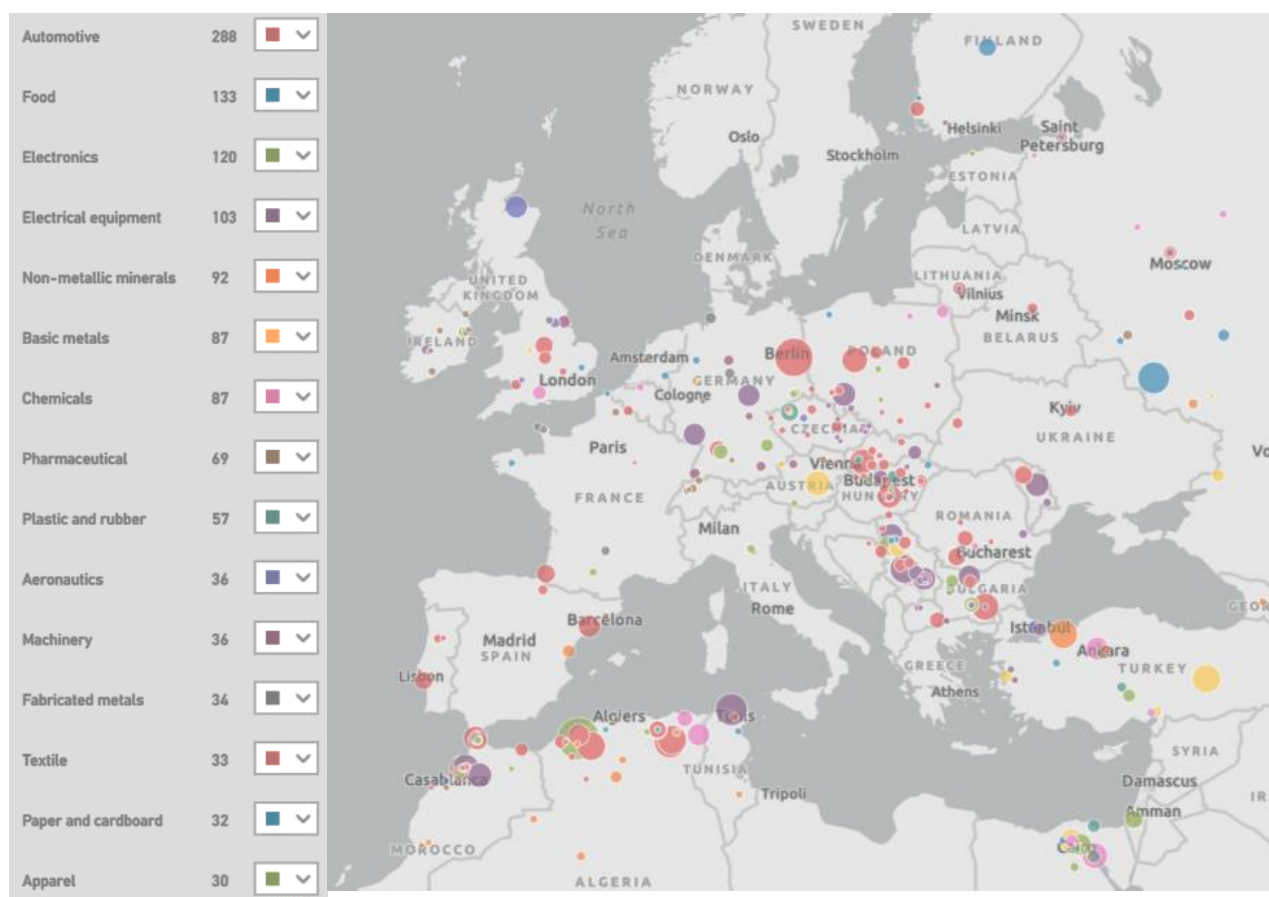 Automotive 288
Food 133
Electronics 120
Electrical equipment 103
Non-metallic minerals 92
Basic metals 87
Chemicals 87
Pharmaceutical 69
Plastic and rubber 57
Aeronautics 36
Machinery 36
Fabricated metals 34
Textile 33
Paper and cardboard 32
Apparel 30
SWEDEN
FINLAND
NORWAY
Oslo
Helsinki
Saint
Petersburg
Stockholm
ESTONIA
North
Sea
LATVIA
DENMARK
Moscow
UNITED
KINGDOM
LITHUANIA
Vilnius
Minsk
BELARUS
IRELAND
Amsterdam
Berlin
POLAND
London
GERMANY
Cologne
Kyiv
CZECHIA
UKRAINE
Paris
Vienna
Vo
AUSTRIA
Budapest
HUNGARY
FRANCE
Milan
ROMANIA
Bucharest
ITALY
BULGARIA
Rome
GEOR
Barcelona
Istanbul
Madrid
SPAIN
Ankara
TURKEY
Lisbon
GREECE
Athens
Algiers
Tunis
SYRIA
Casablanca
TUNISIA
Damascus
Tripoli
IR
Amman
MOROCCO
Cairo
ALGERIA